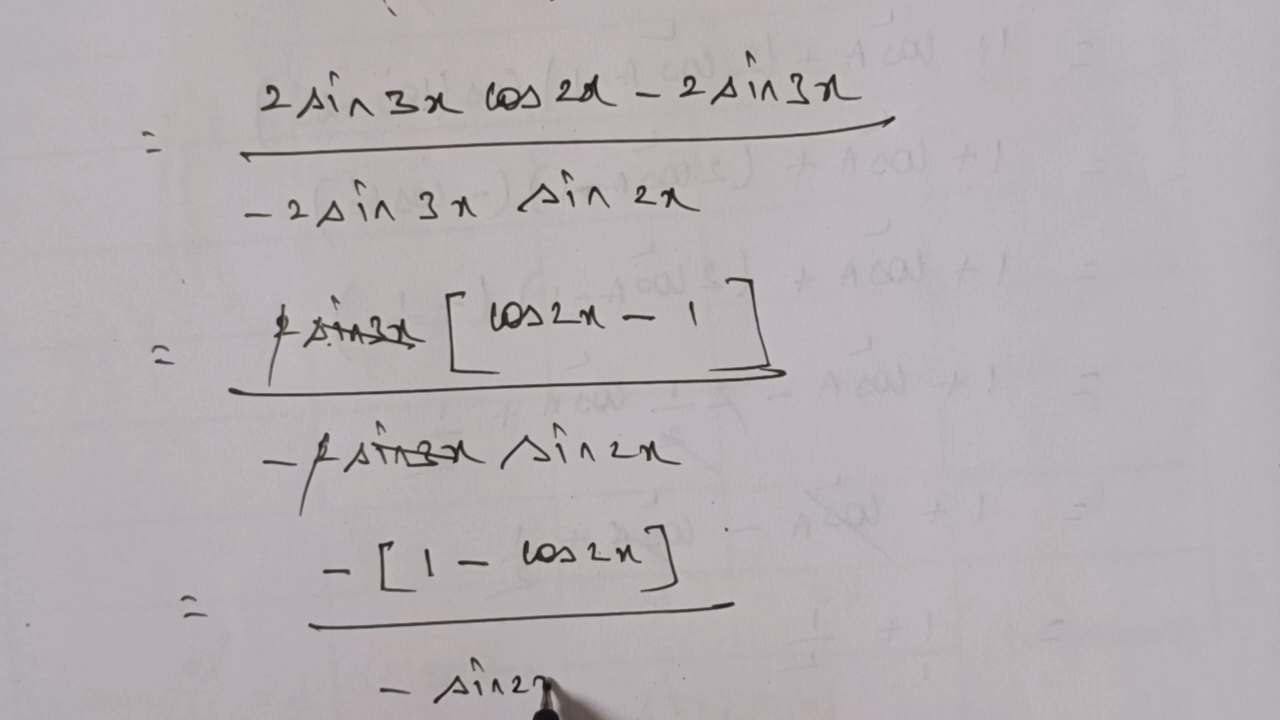 2 sin 3x cos 2x - 2 sin 3x
=
- 2 sin 3x sin 2x
2 sin 3x [ cos 2x - 1 ]
=
- 2 sin 3x sin 2x
- [ 1 - cos 2x ]
=
- sin 2x